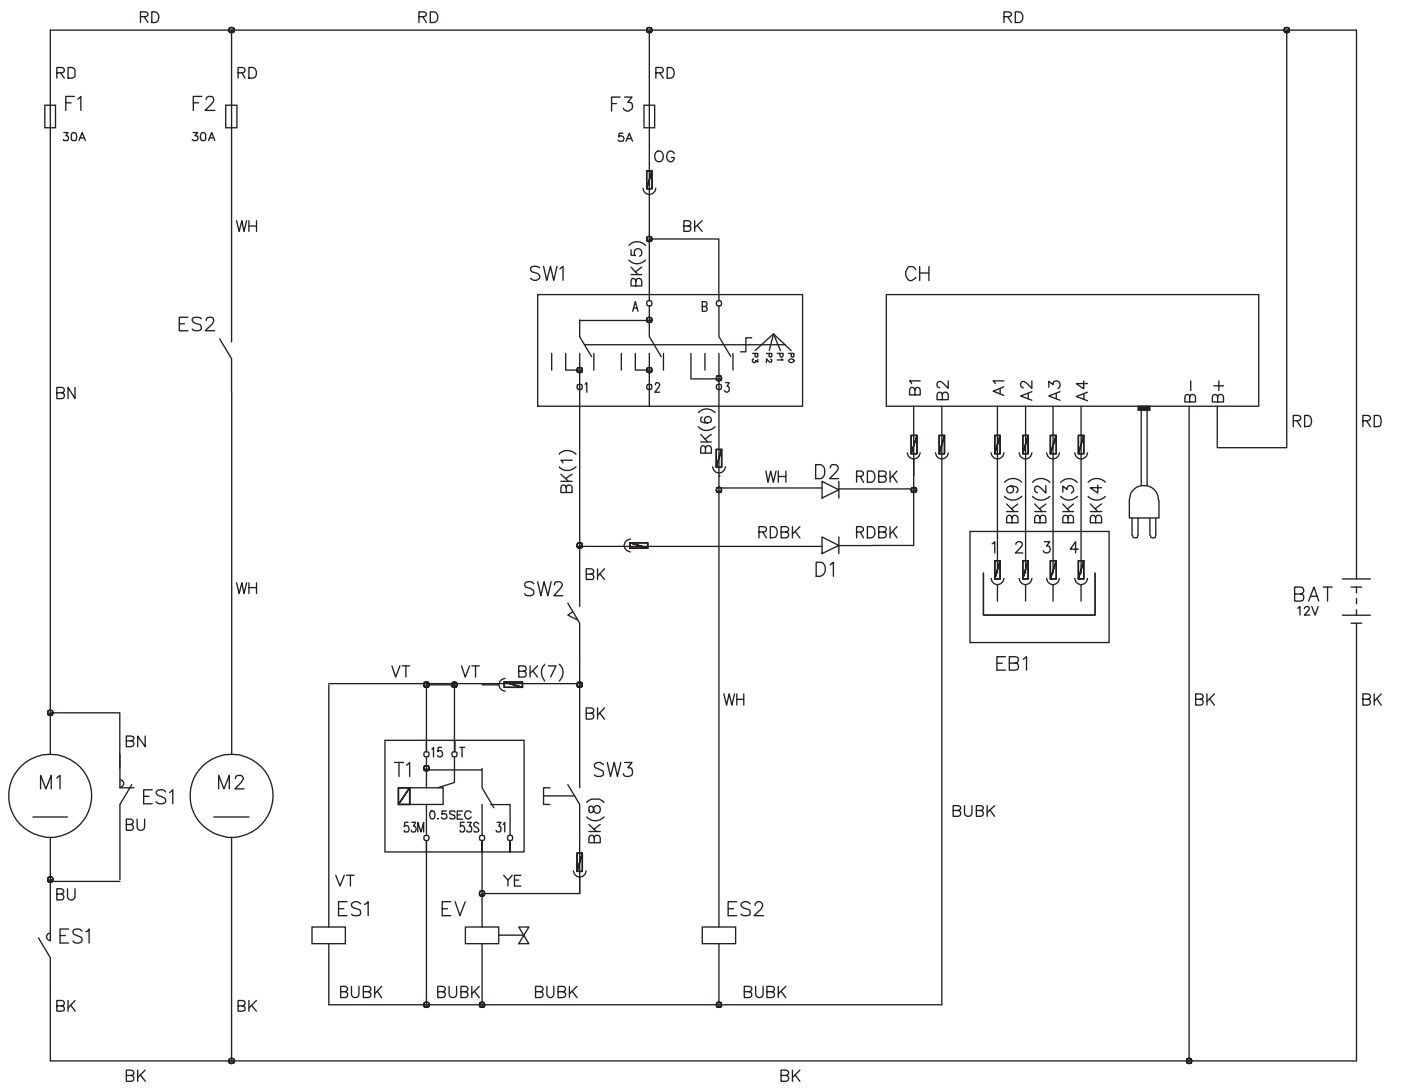 RD RD RD
RD RD RD
F1 F2 F3
30A 30A 5A
OG
WH BK
BK(5)
SW1 CH
A B
ES2
P3 P2 P1 P0
1 2 3
B1 B2 A1 A2 A3 A4 B- B+
BN
BK(6) RD RD
BK(1)
WH D2 RDBK
BK(9) BK(2) BK(3) BK(4)
RDBK RDBK
D1
1 2 3 4
BK
WH SW2 BAT
12V
EB1
VT VT BK(7)
WH BK BK
BK
BN
15 T
M1 M2 T1 SW3
ES1
0.5SEC
BU 53M 53S 31
BK(8)
BUBK
BU VT YE
ES1 EV ES2
ES1
BUBK BUBK BUBK BUBK
BK BK
BK BK